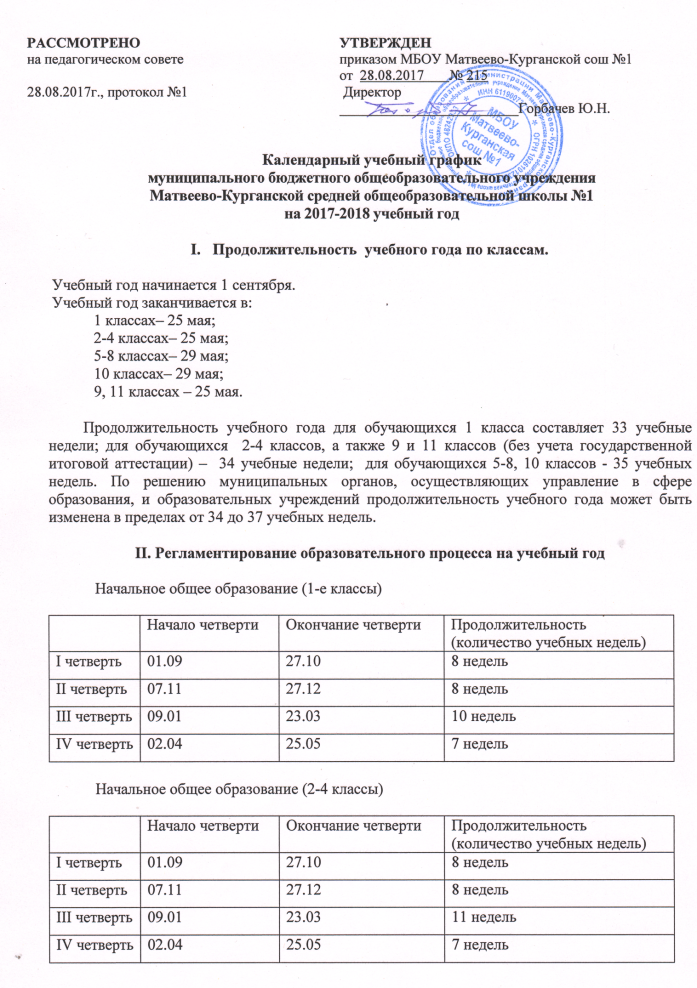 РАССМОТРЕНО
на педагогическом совете
28.08.2017г., протокол №1
УТВЕРЖДЕН
приказом МБОУ Матвеево-Курганской сош №1
от 28.08.2017 № 215
Директор
Горбачев Ю.Н.
МБОУ
Матвеево-
Курганская
сош №1
Календарный учебный график
муниципального бюджетного общеобразовательного учреждения
Матвеево-Курганской средней общеобразовательной школы №1
на 2017-2018 учебный год
I. Продолжительность учебного года по классам.
Учебный год начинается 1 сентября.
Учебный год заканчивается в:
1 классах– 25 мая;
2-4 классах– 25 мая;
5-8 классах– 29 мая;
10 классах– 29 мая;
9, 11 классах – 25 мая.
Продолжительность учебного года для обучающихся 1 класса составляет 33 учебные
недели; для обучающихся 2-4 классов, а также 9 и 11 классов (без учета государственной
итоговой аттестации) – 34 учебные недели; для обучающихся 5-8, 10 классов - 35 учебных
недель. По решению муниципальных органов, осуществляющих управление в сфере
образования, и образовательных учреждений продолжительность учебного года может быть
изменена в пределах от 34 до 37 учебных недель.
II. Регламентирование образовательного процесса на учебный год
Начальное общее образование (1-е классы)
Начало четверти Окончание четверти Продолжительность
(количество учебных недель)
I четверть 01.09 27.10 8 недель
II четверть 07.11 27.12 8 недель
III четверть 09.01 23.03 10 недель
IV четверть 02.04 25.05 7 недель
Начальное общее образование (2-4 классы)
Начало четверти Окончание четверти Продолжительность
(количество учебных недель)
I четверть 01.09 27.10 8 недель
II четверть 07.11 27.12 8 недель
III четверть 09.01 23.03 11 недель
IV четверть 02.04 25.05 7 недель